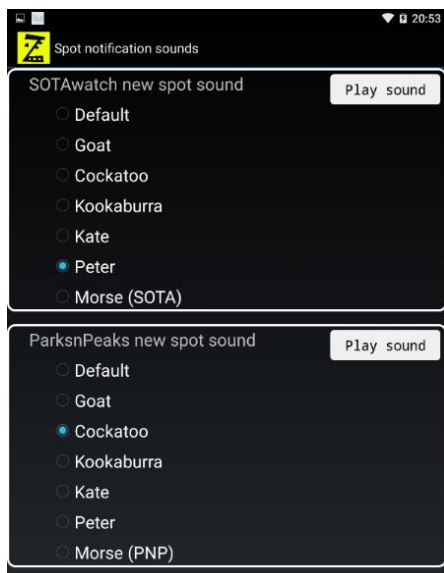 20:53
Spot notification sounds
SOTAwatch new spot sound
Play sound
Default
Goat
Cockatoo
Kookaburra
Kate
Peter
Morse (SOTA)
ParksnPeaks new spot sound
Play sound
Default
Goat
Cockatoo
Kookaburra
Kate
Peter
Morse (PNP)